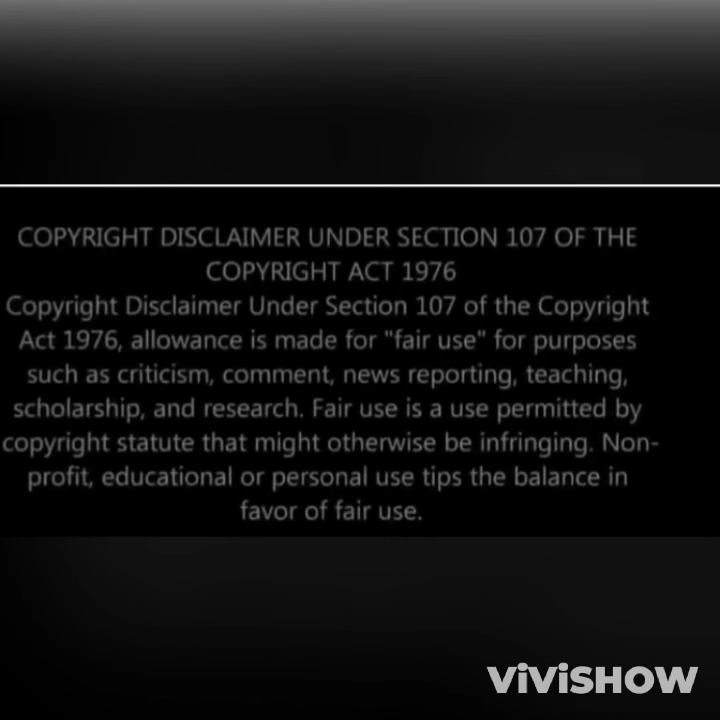 COPYRIGHT DISCLAIMER UNDER SECTION 107 OF THE
COPYRIGHT ACT 1976
Copyright Disclaimer Under Section 107 of the Copyright
Act 1976, allowance is made for "fair use" for purposes
such as criticism, comment, news reporting, teaching,
scholarship, and research. Fair use is a use permitted by
copyright statute that might otherwise be infringing. Non-
profit, educational or personal use tips the balance in
favor of fair use.
ViViSHOW